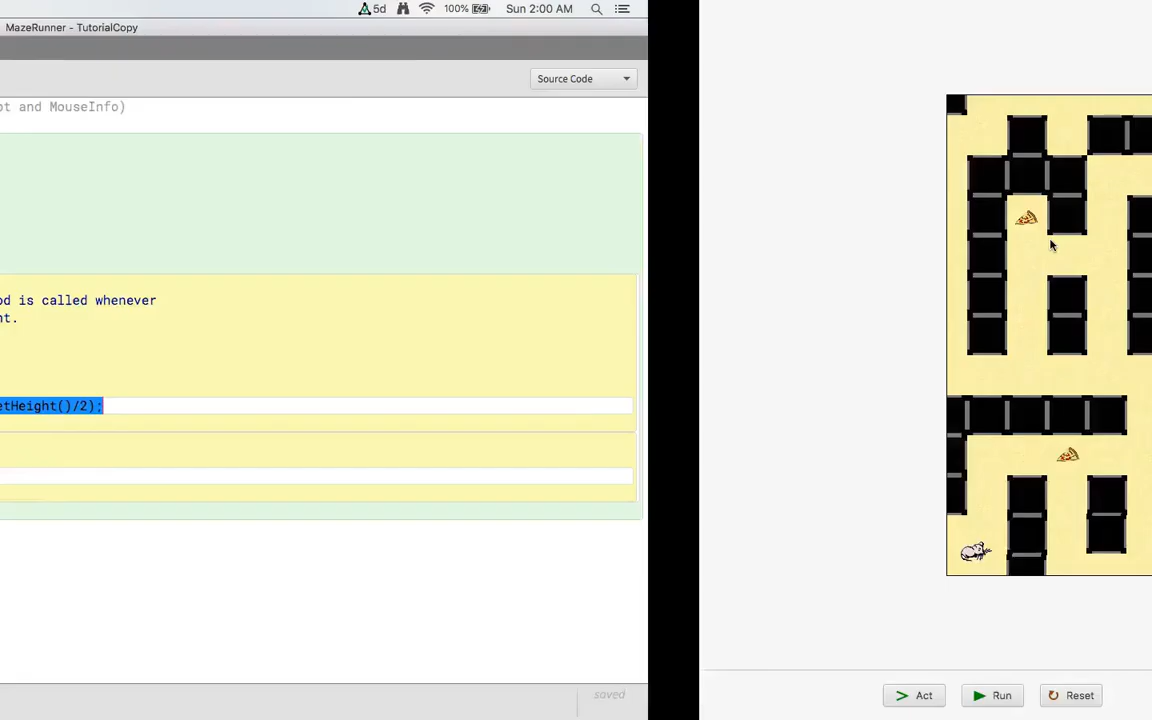 5d 100% Sun 2:00 AM
MazeRunner - TutorialCopy
Source Code
ot and MouseInfo)
od is called whenever
nt.
etHeight()/2);
saved
Act Run Reset